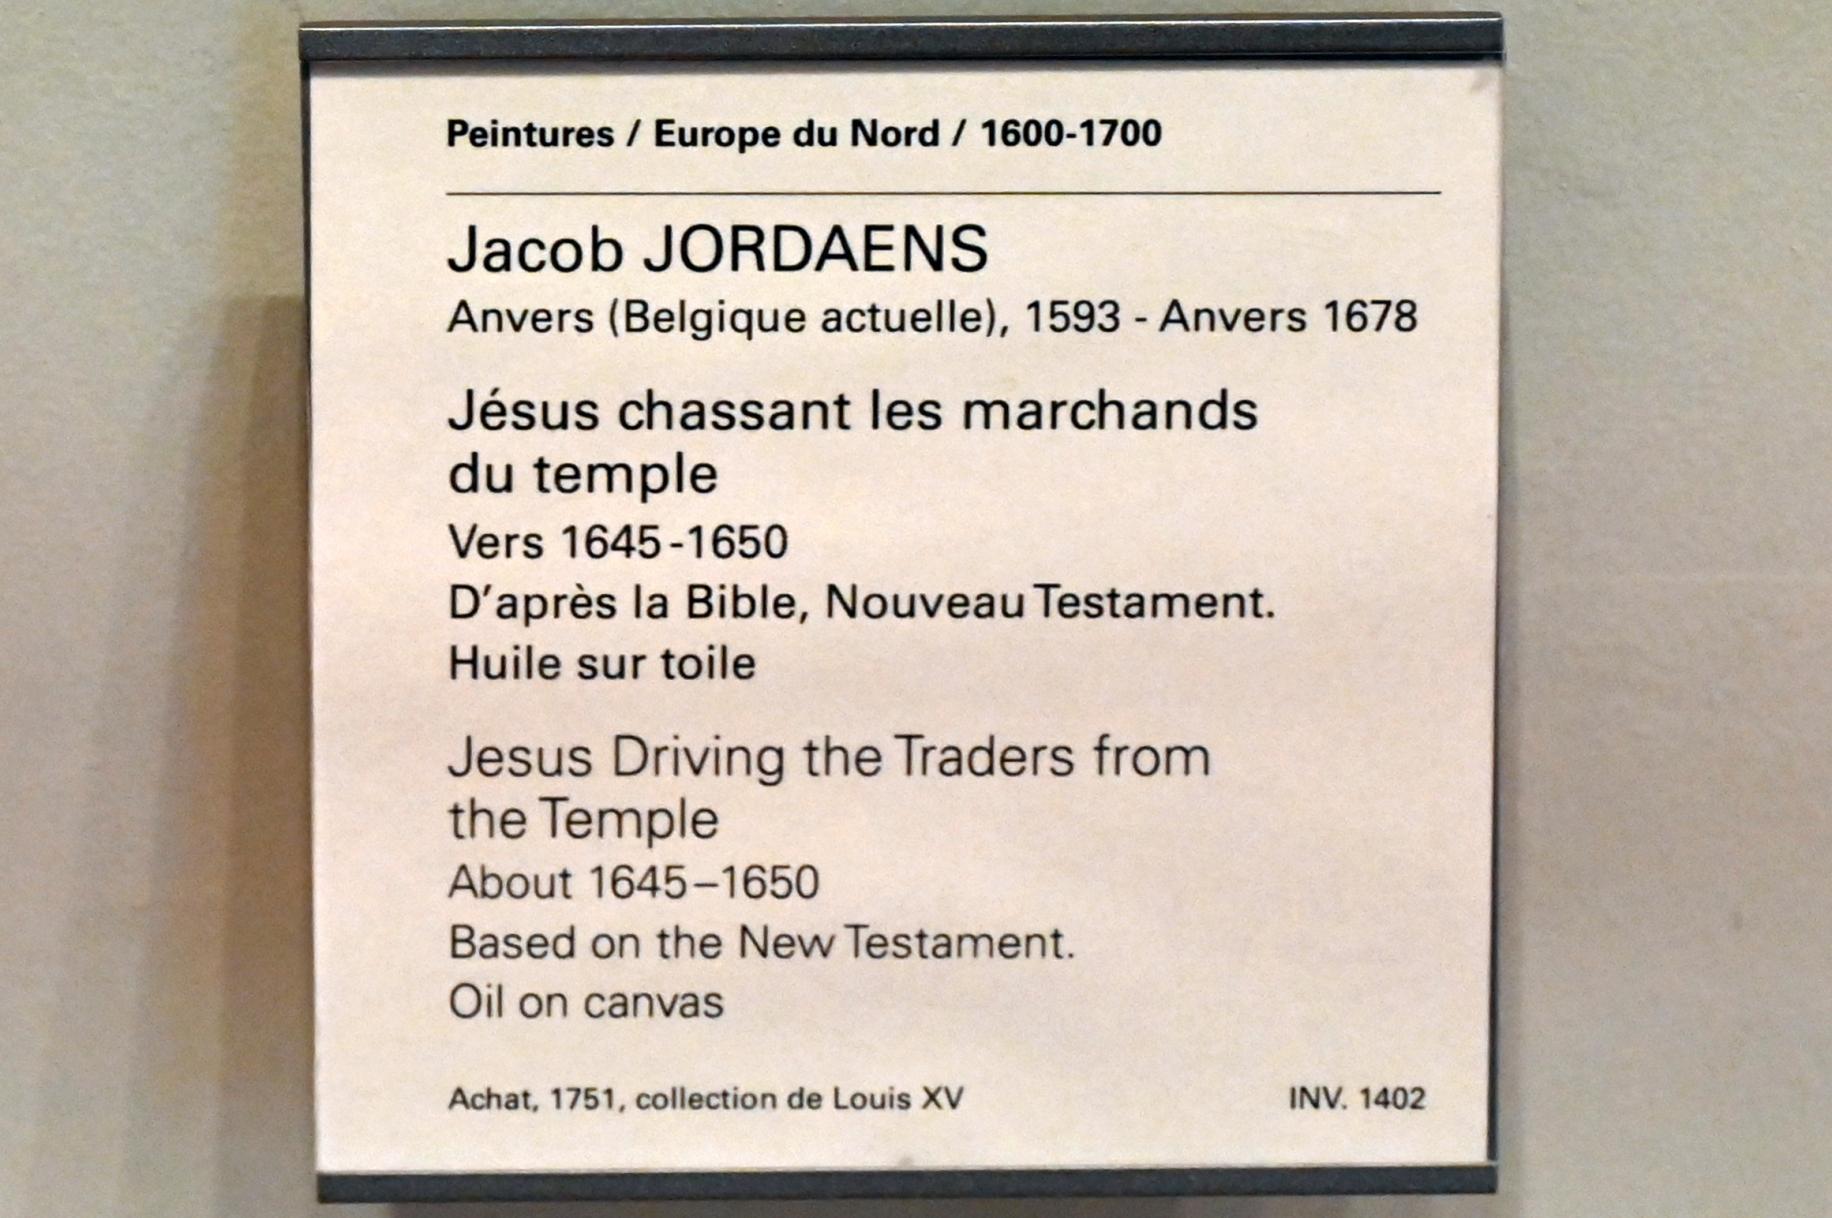 Peintures / Europe du Nord / 1600-1700
Jacob JORDAENS
Anvers (Belgique actuelle), 1593 - Anvers 1678
Jésus chassant les marchands
du temple
Vers 1645-1650
D'après la Bible, Nouveau Testament.
Huile sur toile
Jesus Driving the Traders from
the Temple
About 1645–1650
Based on the New Testament.
Oil on canvas
Achat, 1751, collection de Louis XV INV. 1402